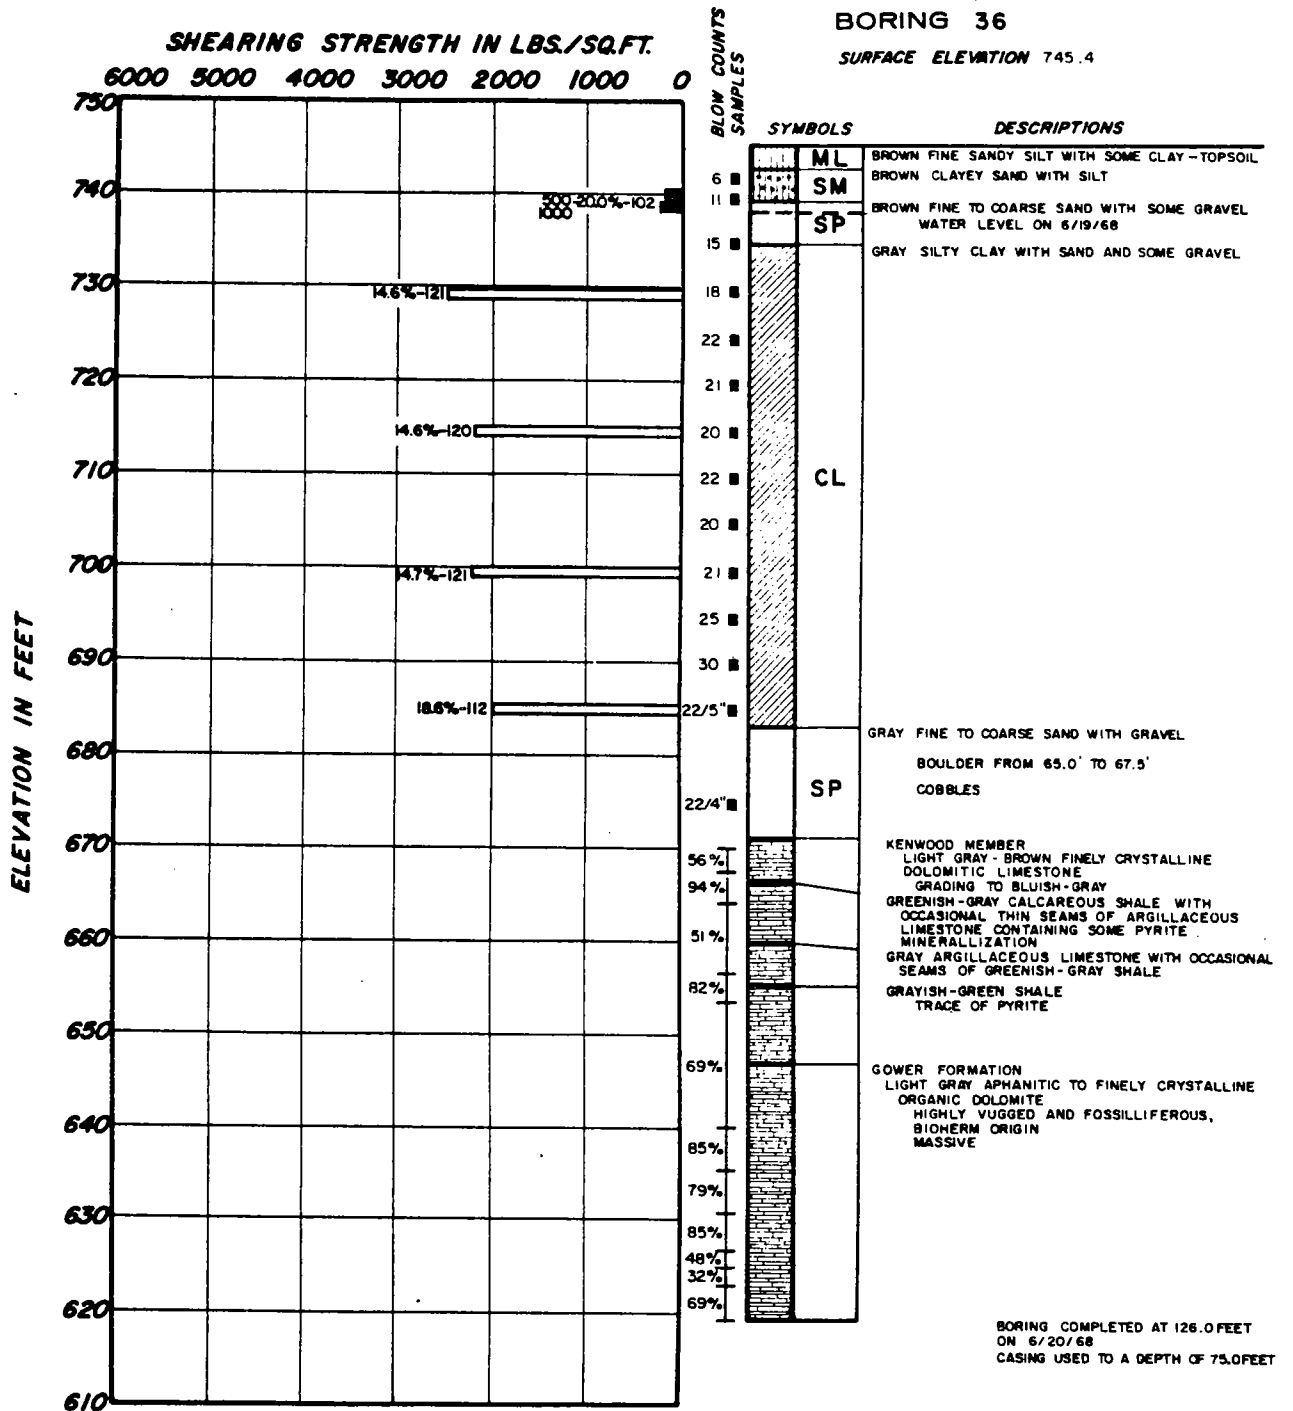 BORING 36
SURFACE ELEVATION 745.4
SHEARING STRENGTH IN LBS./SQ.FT.
6000 5000 4000 3000 2000 1000 0
BLOW COUNTS
SAMPLES
SYMBOLS
DESCRIPTIONS
ELEVATION IN FEET
750
740
730
720
710
700
690
680
670
660
650
640
630
620
610
500-20.0%-102
1000
14.6%-121
14.6%-120
14.7%-121
18.6%-112
6
11
15
18
22
21
20
22
20
21
25
30
22/5"
22/4"
56%
94%
51%
82%
69%
85%
79%
85%
48%
32%
69%
ML
SM
SP
CL
SP
BROWN FINE SANDY SILT WITH SOME CLAY-TOPSOIL
BROWN CLAYEY SAND WITH SILT
BROWN FINE TO COARSE SAND WITH SOME GRAVEL
WATER LEVEL ON 6/19/68
GRAY SILTY CLAY WITH SAND AND SOME GRAVEL
GRAY FINE TO COARSE SAND WITH GRAVEL
BOULDER FROM 65.0' TO 67.5'
COBBLES
KENWOOD MEMBER
LIGHT GRAY-BROWN FINELY CRYSTALLINE
DOLOMITIC LIMESTONE
GRADING TO BLUISH-GRAY
GREENISH-GRAY CALCAREOUS SHALE WITH
OCCASIONAL THIN SEAMS OF ARGILLACEOUS
LIMESTONE CONTAINING SOME PYRITE
MINERALLIZATION
GRAY ARGILLACEOUS LIMESTONE WITH OCCASIONAL
SEAMS OF GREENISH-GRAY SHALE
GRAYISH-GREEN SHALE
TRACE OF PYRITE
GOWER FORMATION
LIGHT GRAY APHANITIC TO FINELY CRYSTALLINE
ORGANIC DOLOMITE
HIGHLY VUGGED AND FOSSILLIFEROUS,
BIOHERM ORIGIN
MASSIVE
BORING COMPLETED AT 126.0 FEET
ON 6/20/68
CASING USED TO A DEPTH OF 75.0 FEET